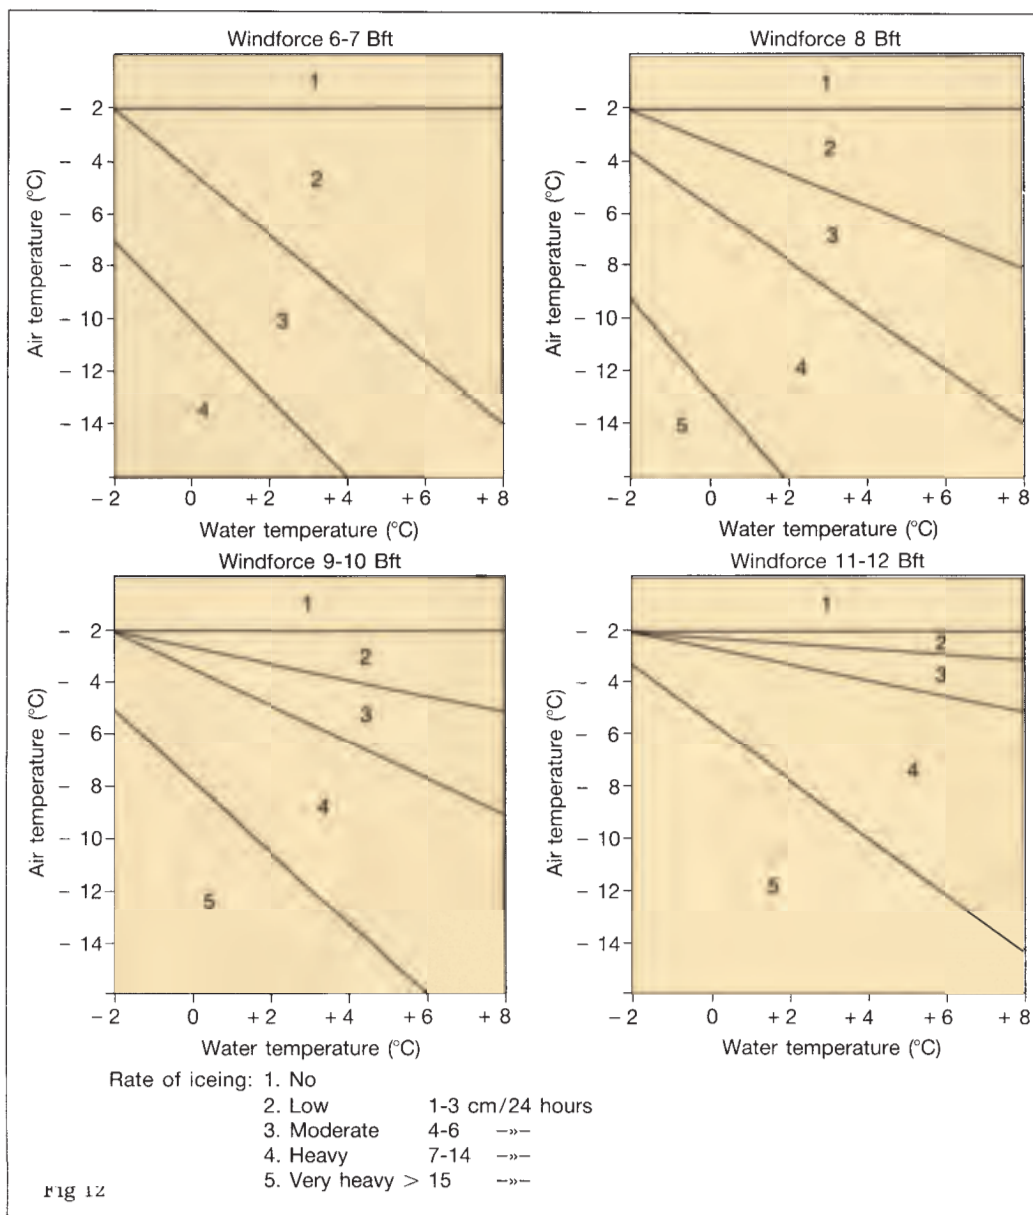 Windforce 6-7 Bft
1
2
3
4
Air temperature (°C)
– 2
– 4
– 6
– 8
– 10
– 12
– 14
– 2 0 + 2 + 4 + 6 + 8
Water temperature (°C)
Windforce 8 Bft
1
2
3
4
5
Air temperature (°C)
– 2
– 4
– 6
– 8
– 10
– 12
– 14
– 2 0 + 2 + 4 + 6 + 8
Water temperature (°C)
Windforce 9-10 Bft
1
2
3
4
5
Air temperature (°C)
– 2
– 4
– 6
– 8
– 10
– 12
– 14
– 2 0 + 2 + 4 + 6 + 8
Water temperature (°C)
Windforce 11-12 Bft
1
2
3
4
5
Air temperature (°C)
– 2
– 4
– 6
– 8
– 10
– 12
– 14
– 2 0 + 2 + 4 + 6 + 8
Water temperature (°C)
Rate of iceing: 1. No
2. Low 1-3 cm/24 hours
3. Moderate 4-6 –»–
4. Heavy 7-14 –»–
5. Very heavy > 15 –»–
Fig 12